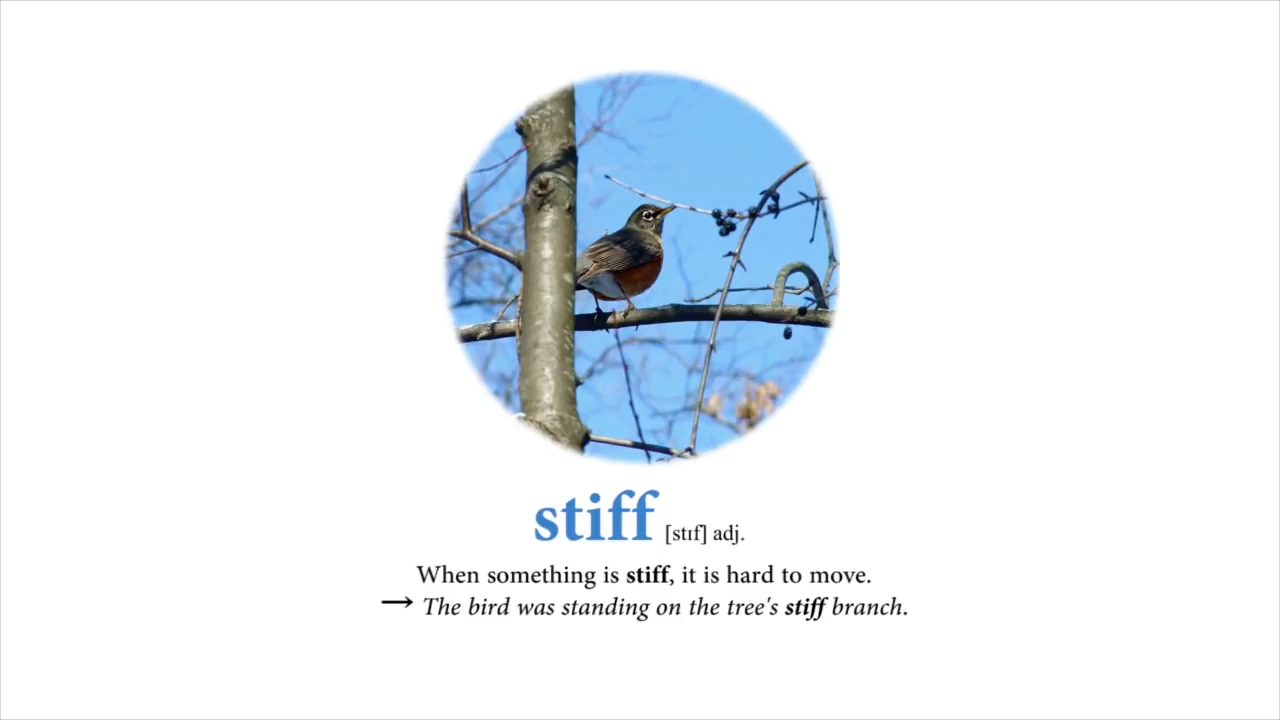 stiff [stɪf] adj.
When something is stiff, it is hard to move.
→ The bird was standing on the tree's stiff branch.